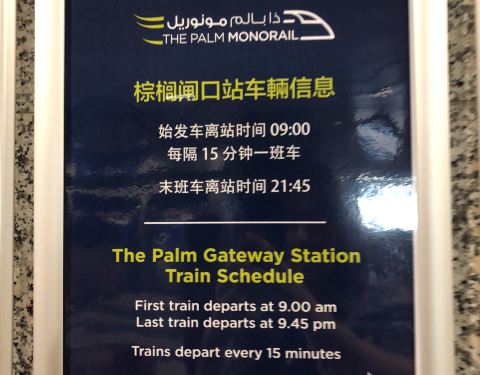 ذا بالم مونوريل
THE PALM MONORAIL
棕榈闸口站车辆信息
始发车离站时间 09:00
每隔 15 分钟一班车
末班车离站时间 21:45
The Palm Gateway Station
Train Schedule
First train departs at 9.00 am
Last train departs at 9.45 pm
Trains depart every 15 minutes